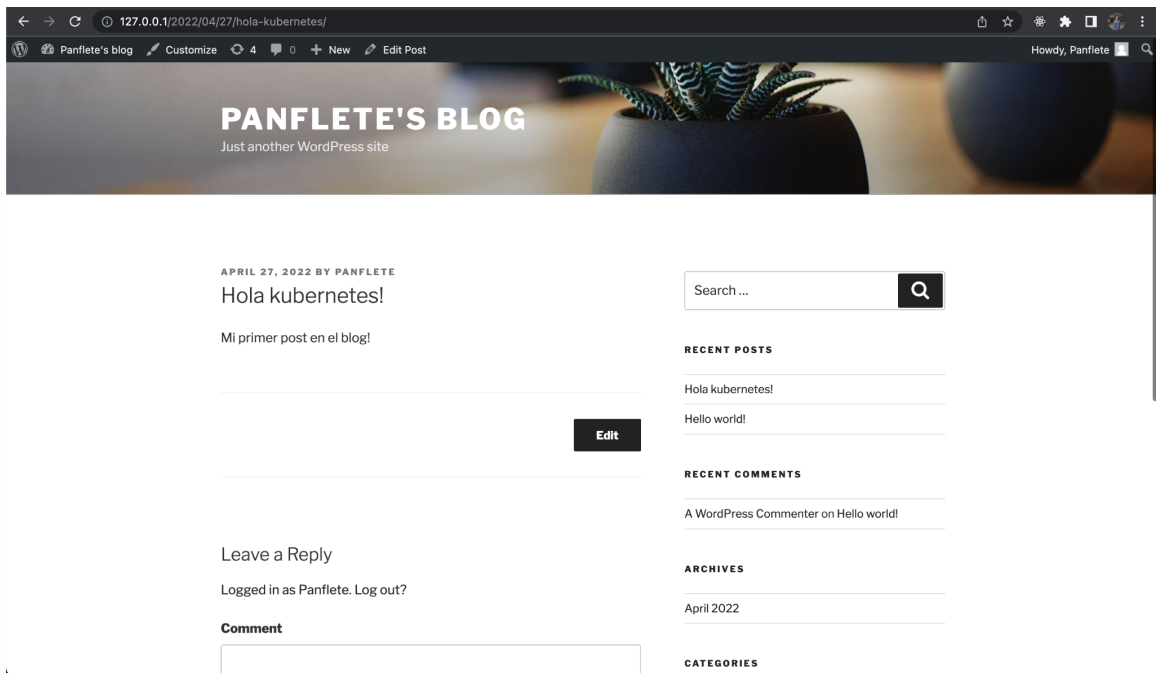 127.0.0.1/2022/04/27/hola-kubernetes/
Panflete's blog Customize 4 0 New Edit Post Howdy, Panflete
PANFLETE'S BLOG
Just another WordPress site
APRIL 27, 2022 BY PANFLETE
Hola kubernetes!
Mi primer post en el blog!
Edit
Leave a Reply
Logged in as Panflete. Log out?
Comment
Search ...
RECENT POSTS
Hola kubernetes!
Hello world!
RECENT COMMENTS
A WordPress Commenter on Hello world!
ARCHIVES
April 2022
CATEGORIES